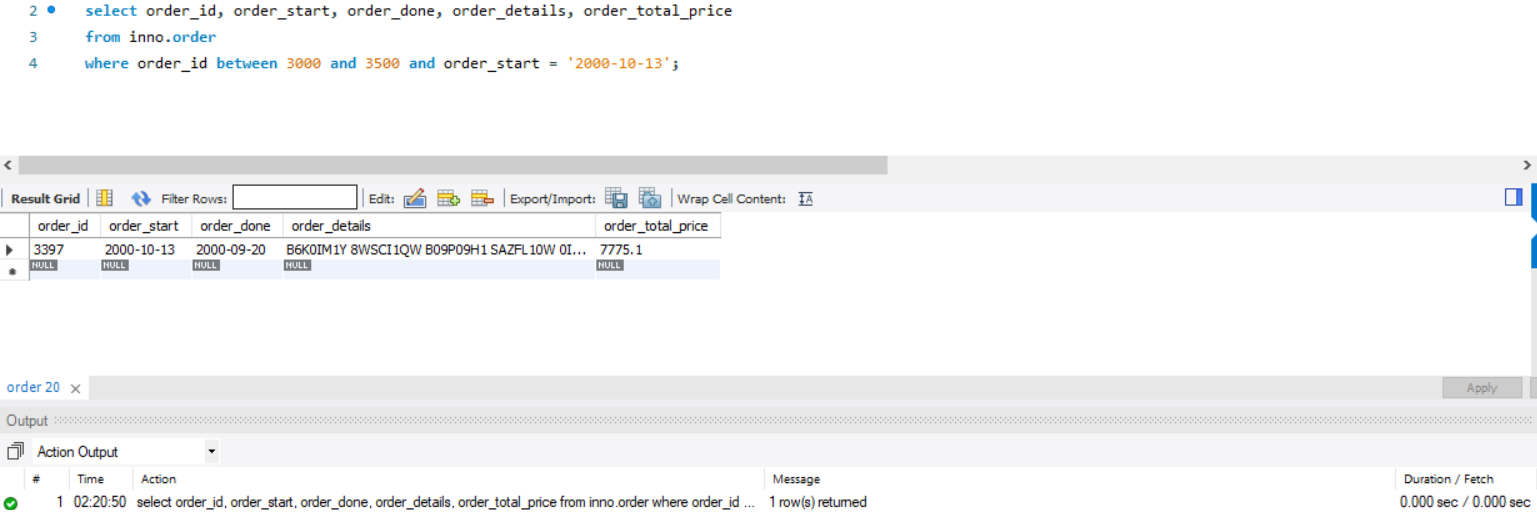 2 select order_id, order_start, order_done, order_details, order_total_price
3 from inno.order
4 where order_id between 3000 and 3500 and order_start = '2000-10-13';
Result Grid Filter Rows: Edit: Export/Import: Wrap Cell Content: IA
order_id order_start order_done order_details order_total_price
3397 2000-10-13 2000-09-20 B6K0IM1Y 8WSCI1QW B09P09H1 SAZFL10W 0I... 7775.1
NULL NULL NULL NULL NULL
order 20 Apply
Output
Action Output
# Time Action Message Duration / Fetch
1 02:20:50 select order_id, order_start, order_done, order_details, order_total_price from inno.order where order_id ... 1 row(s) returned 0.000 sec / 0.000 sec